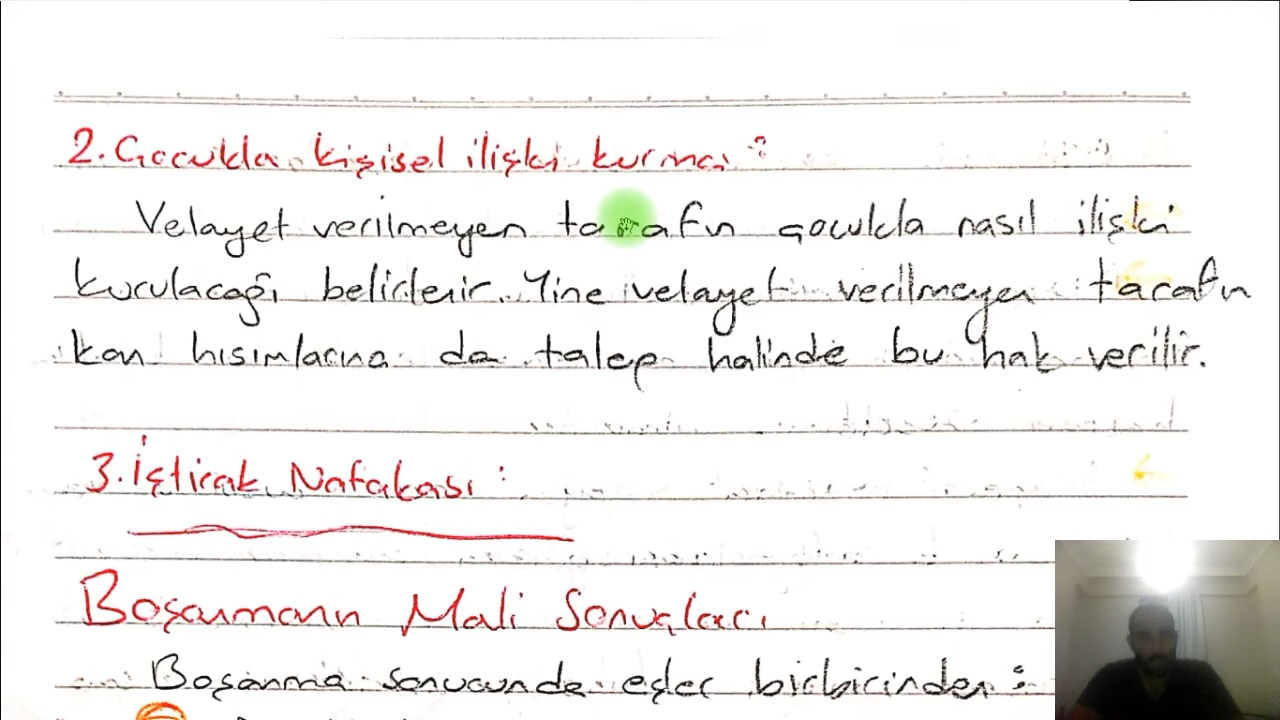 2. Çocukla kişisel ilişki kurma:
Velayet verilmeyen tarafın çocukla nasıl ilişki
kurulacağı belirlenir. Yine velayet verilmeyen tarafın
kan hısımlarına da talep halinde bu hak verilir.
3. İştirak Nafakası:
Boşanmanın Mali Sonuçları
Boşanma sonucunda eşler birbirinden: